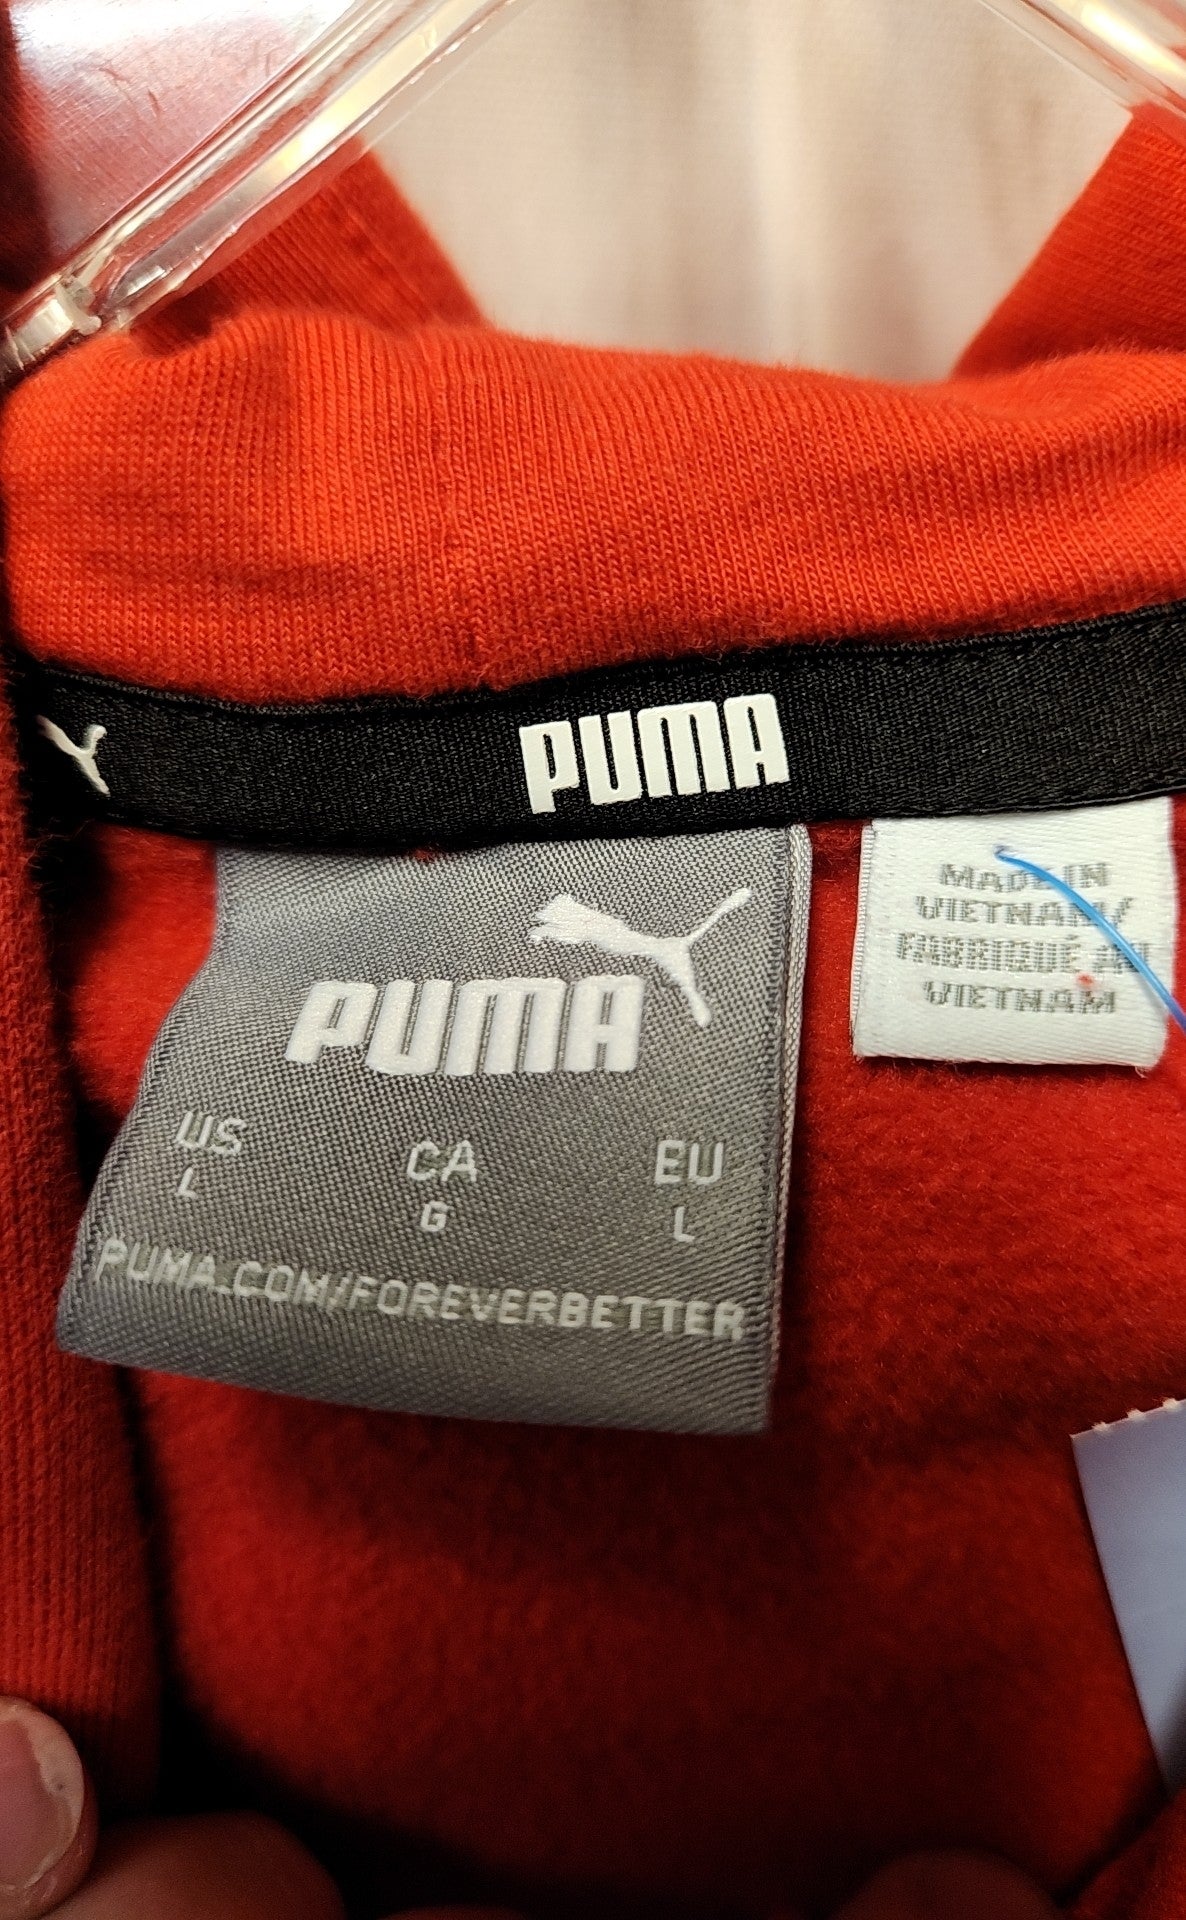 PUMA
PUMA
US CA EU
L G L
PUMA.COM/FOREVERBETTER
MADE IN
VIETNAM/
FABRIQUÉ AU
VIETNAM